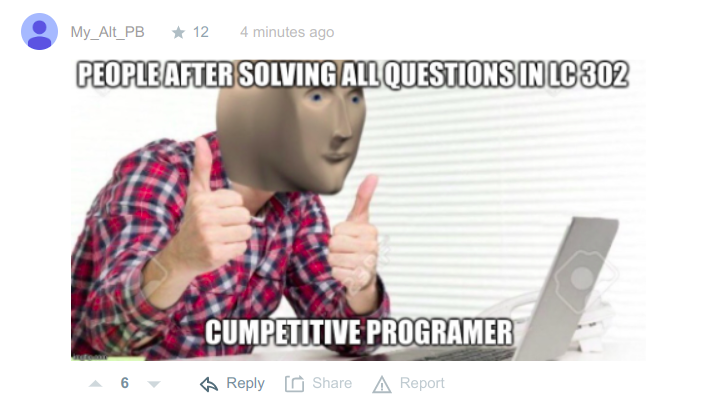 My_Alt_PB ★ 12 4 minutes ago
PEOPLE AFTER SOLVING ALL QUESTIONS IN LC 302
CUMPETITIVE PROGRAMER
6 Reply Share Report